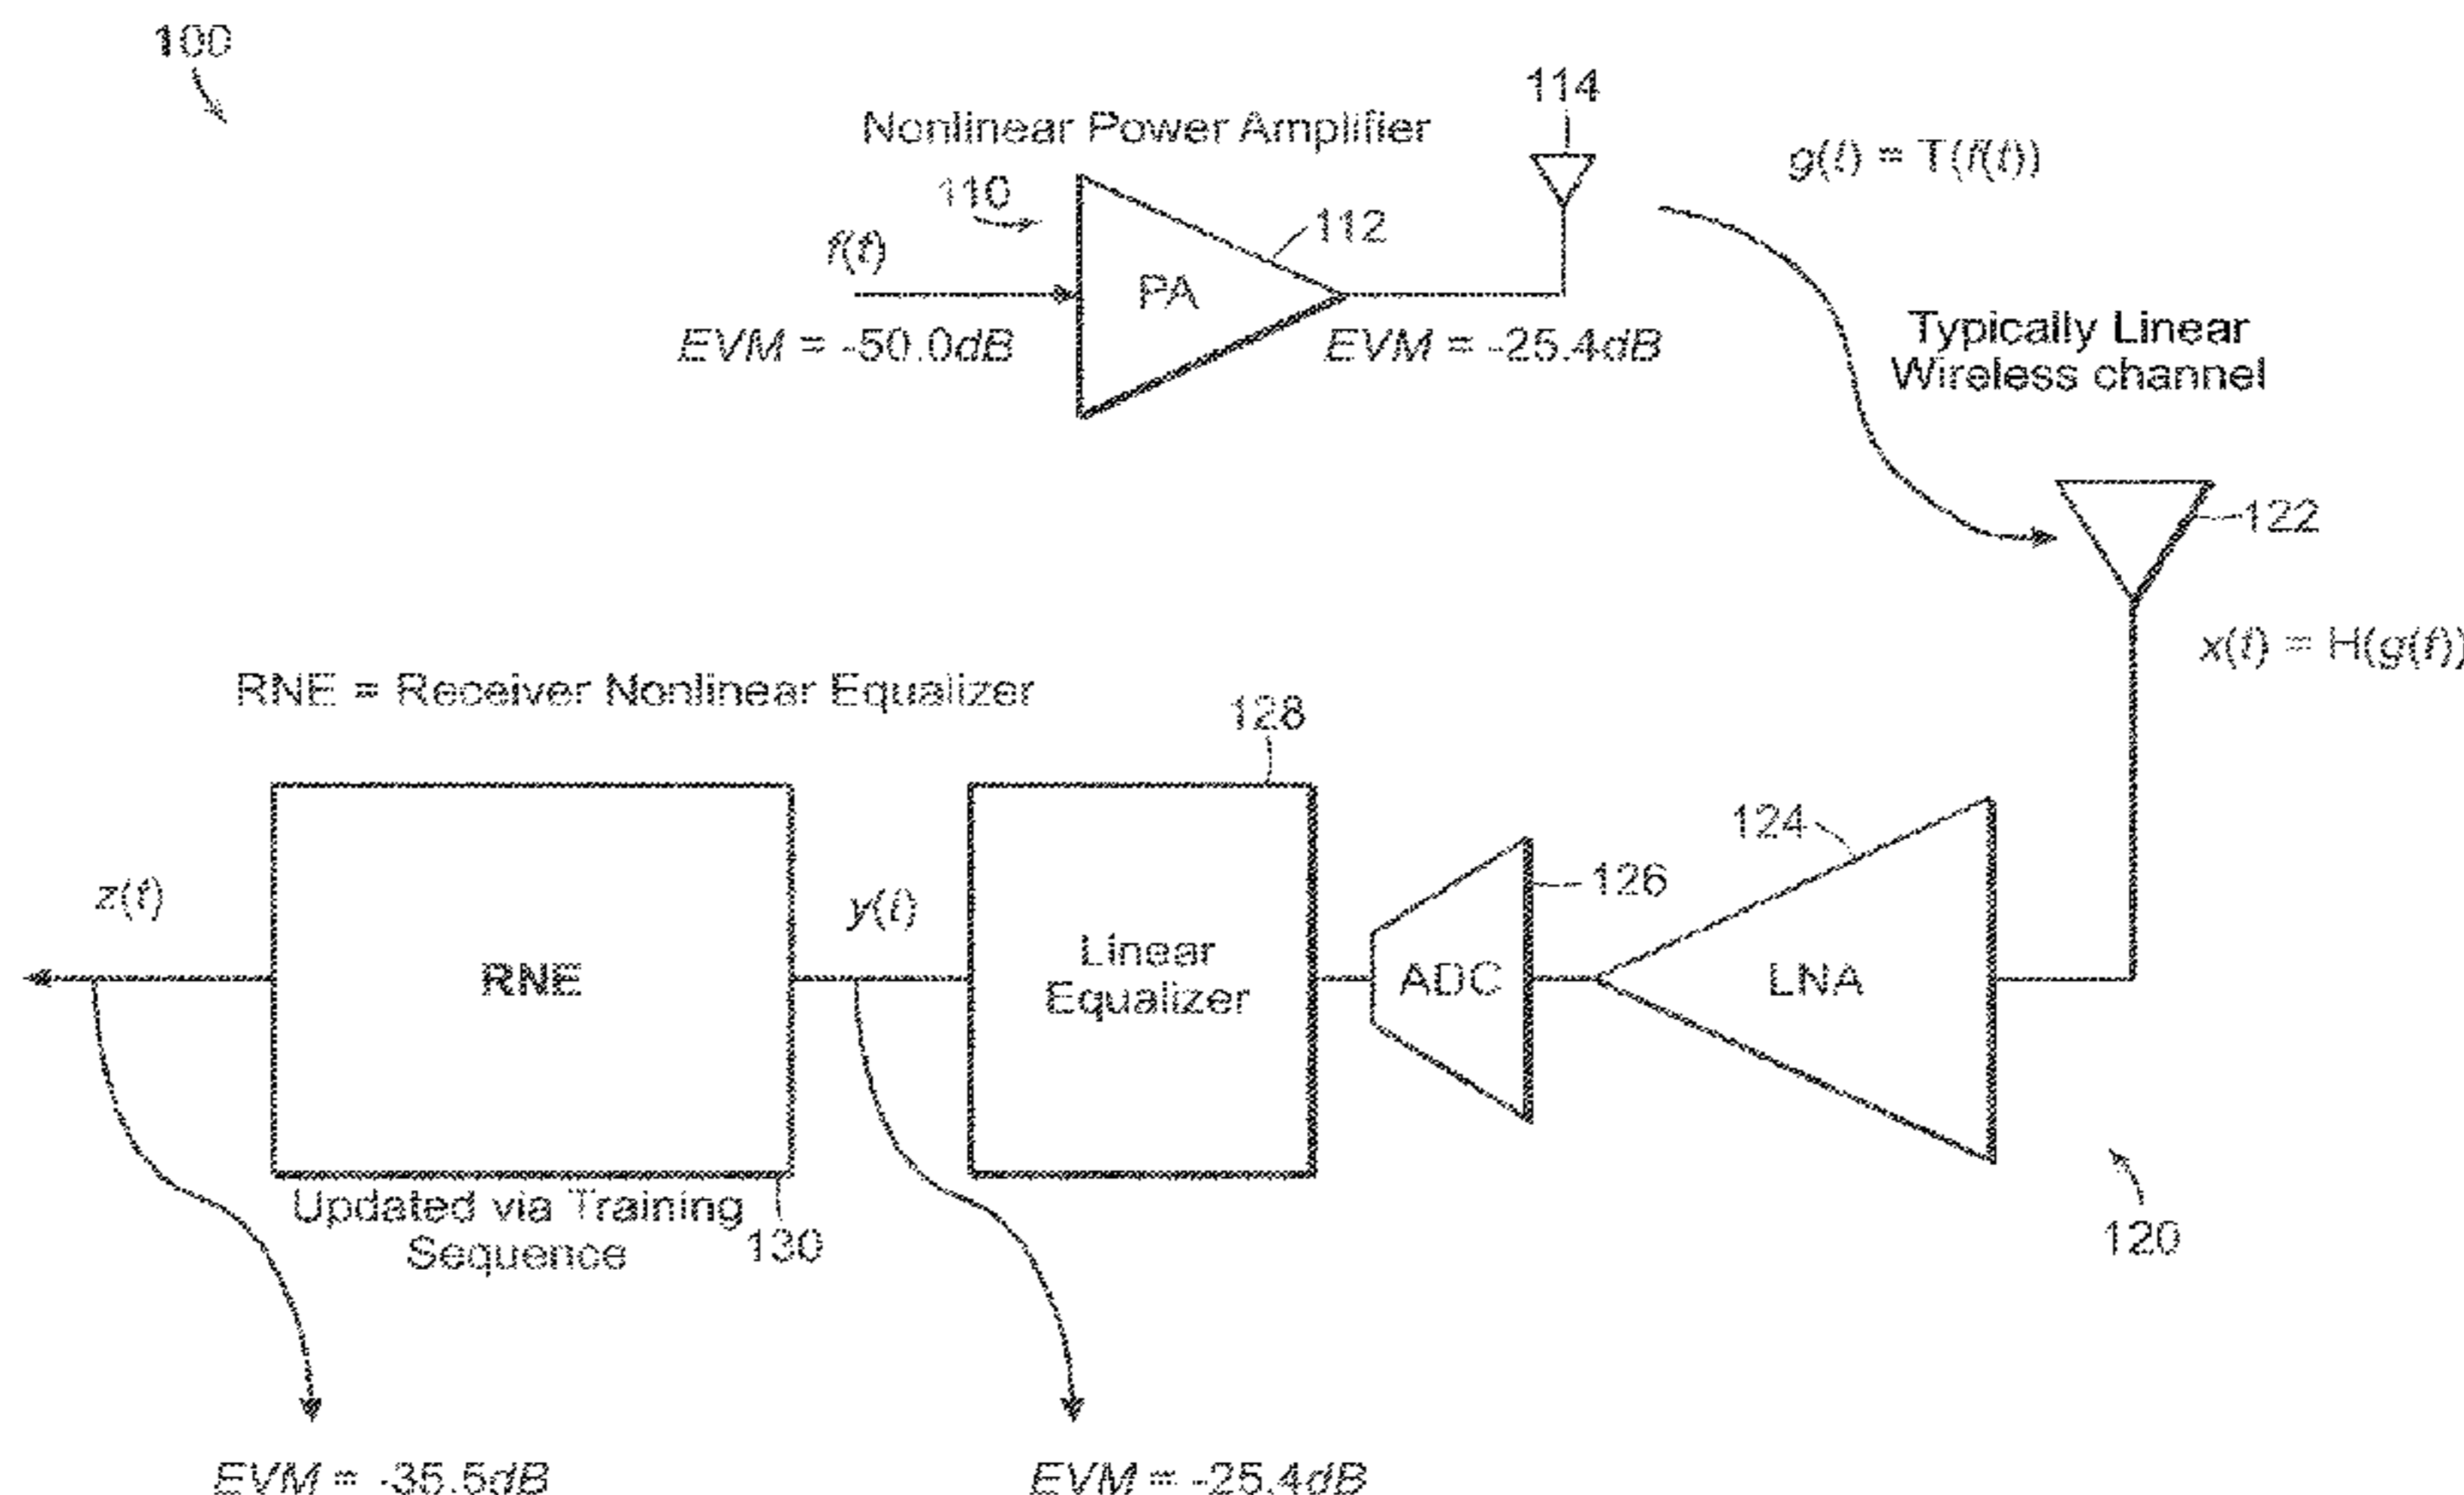 100
114
Nonlinear Power Amplifier
g(t) = T(f(t))
110
112
f(t)
PA
EVM = -50.0dB
EVM = -25.4dB
Typically Linear
Wireless channel
122
x(t) = H(g(t))
RNE = Receiver Nonlinear Equalizer
128
124
126
z(t)
y(t)
RNE
Linear
Equalizer
ADC
LNA
Updated via Training
Sequence
130
120
EVM = -35.5dB
EVM = -25.4dB